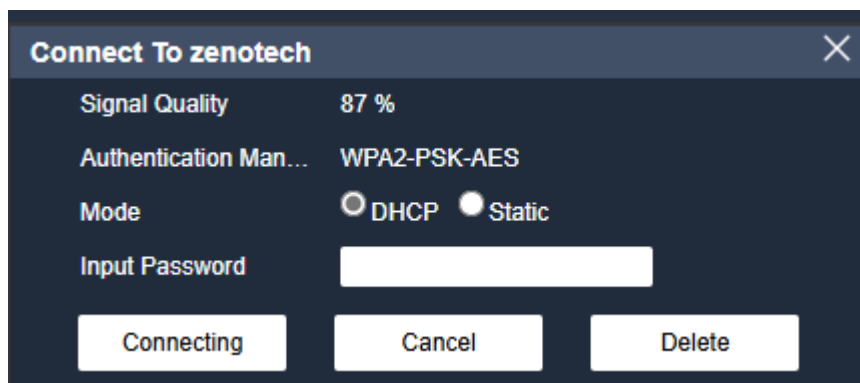 Connect To zenotech
Signal Quality 87 %
Authentication Man... WPA2-PSK-AES
Mode DHCP Static
Input Password
Connecting Cancel Delete